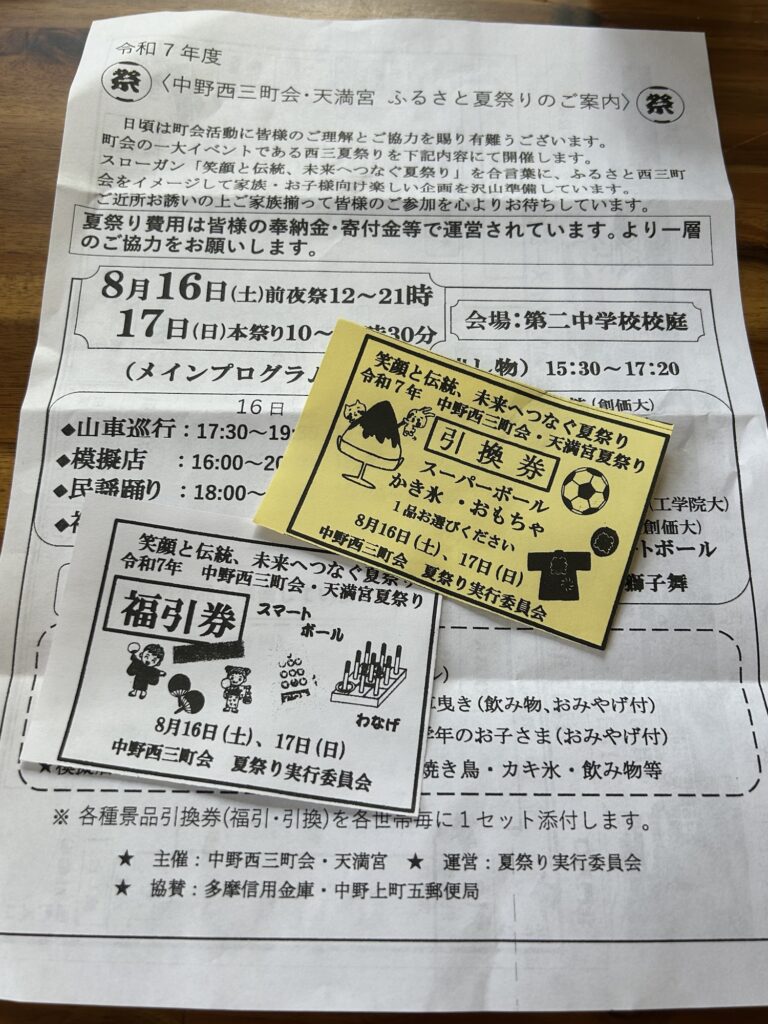 令和7年度
祭 〈中野西三町会・天満宮 ふるさと夏祭りのご案内〉 祭
日頃は町会活動に皆様のご理解とご協力を賜り有難うございます。
町会の一大イベントである西三夏祭りを下記内容にて開催します。
スローガン「笑顔と伝統、未来へつなぐ夏祭り」を合言葉に、ふるさと西三町
会をイメージして家族・お子様向け楽しい企画を沢山準備しています。
ご近所お誘いの上ご家族揃って皆様のご参加を心よりお待ちしています。
夏祭り費用は皆様の奉納金・寄付金等で運営されています。より一層
のご協力をお願いします。
8月16日(土)前夜祭12～21時
17日(日)本祭り10～ 30分
会場:第二中学校校庭
(メインプログラム
し物) 15:30～17:20
16日
(創価大)
◆山車巡行:17:30～19
◆模擬店 :16:00～20
◆民謡踊り :18:00～
(工学院大)
創価大)
トボール
獅子舞
笑顔と伝統、未来へつなぐ夏祭り
令和7年 中野西三町会・天満宮夏祭り
引換券
スーパーボール
かき氷 ・おもちゃ
1品お選びください
8月16日(土)、17日(日)
中野西三町会 夏祭り実行委員会
笑顔と伝統、未来へつなぐ夏祭り
令和7年 中野西三町会・天満宮夏祭り
福引券
スマート
ボール
わなげ
8月16日(土)、17日(日)
中野西三町会 夏祭り実行委員会
曳き(飲み物、おみやげ付)
学年のお子さま(おみやげ付)
焼き鳥・カキ氷・飲み物等
※ 各種景品引換券(福引・引換)を各世帯毎に1セット添付します。
★ 主催:中野西三町会・天満宮 ★ 運営:夏祭り実行委員会
★ 協賛:多摩信用金庫・中野上町五郵便局